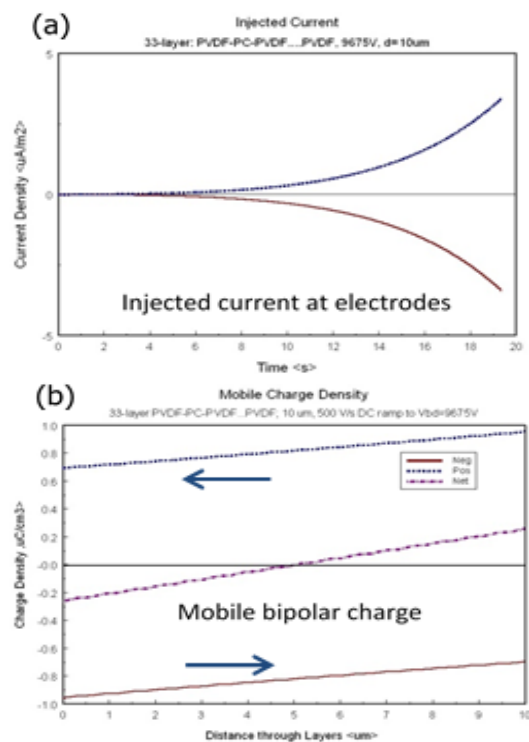 (a)
Injected Current
33-layer: PVDF-PC-PVDF....PVDF, 9675V, d=10um
Current Density <uA/m2>
5
0
-5
Injected current at electrodes
0 2 4 6 8 10 12 14 16 18 20
Time <s>
(b)
Mobile Charge Density
33-layer PVDF-PC-PVDF...PVDF; 10 um, 500 V/s DC ramp to Vbd=9675V
Charge Density ,uC/cm3>
1.0
0.8
0.6
0.4
0.2
-0.0
-0.2
-0.4
-0.6
-0.8
-1.0
Neg
Pos
Net
Mobile bipolar charge
0 1 2 3 4 5 6 7 8 9 10
Distance through Layers <um>